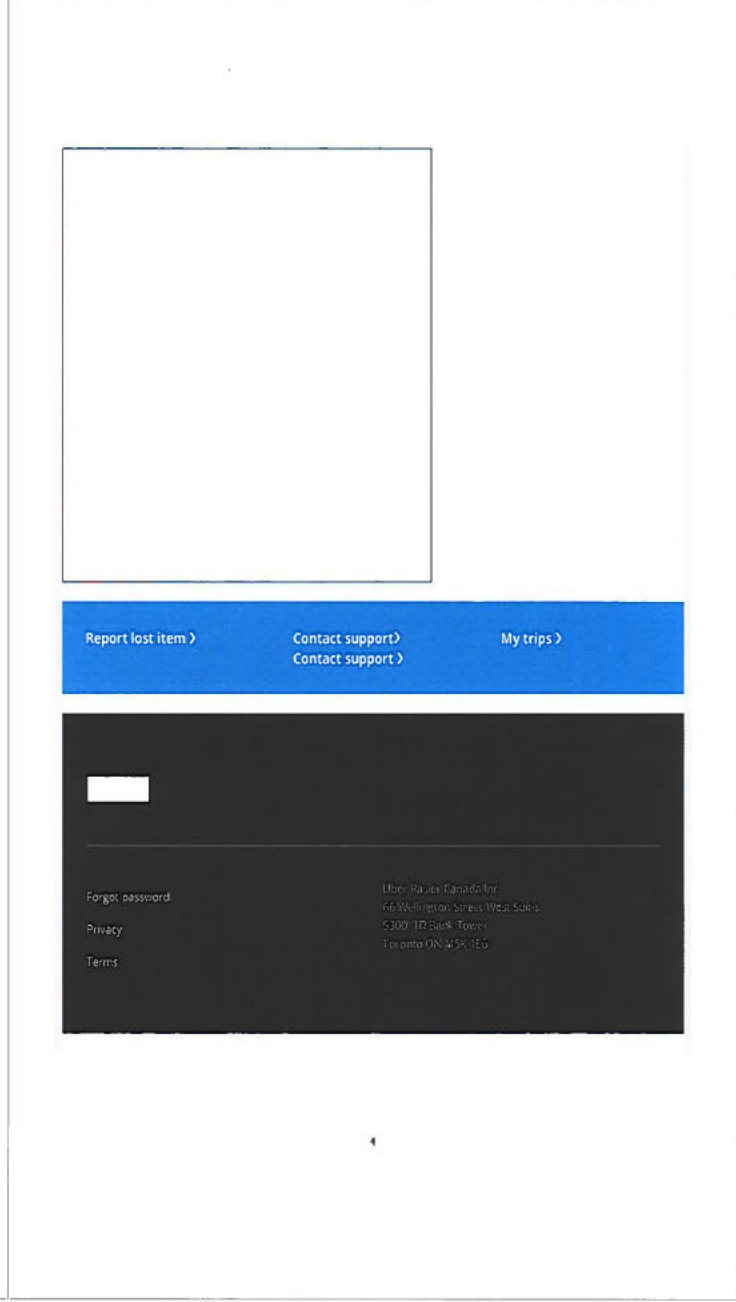 Report lost item >
Contact support>
Contact support >
My trips >
Forgot password
Privacy
Terms
Uber Rasier Canada Inc
66 Wellington Street West Suite
5300, TD Bank Tower
Toronto ON M5K 1E6
4